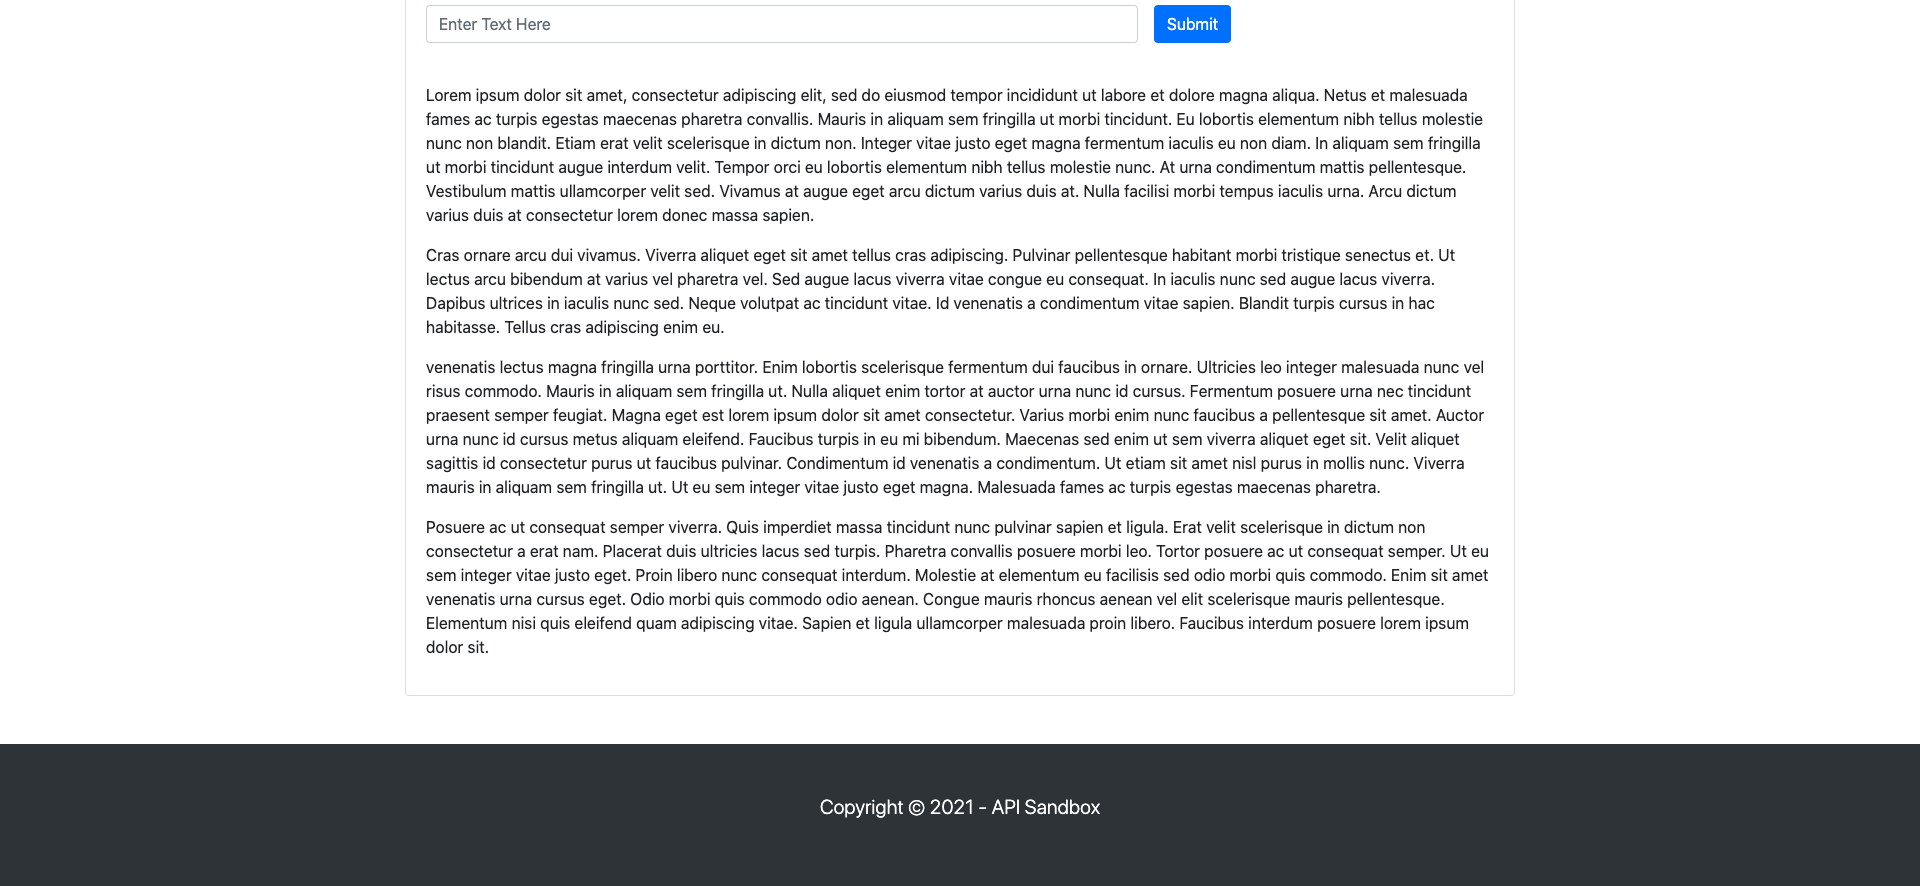 Enter Text Here
Submit
Lorem ipsum dolor sit amet, consectetur adipiscing elit, sed do eiusmod tempor incididunt ut labore et dolore magna aliqua. Netus et malesuada
fames ac turpis egestas maecenas pharetra convallis. Mauris in aliquam sem fringilla ut morbi tincidunt. Eu lobortis elementum nibh tellus molestie
nunc non blandit. Etiam erat velit scelerisque in dictum non. Integer vitae justo eget magna fermentum iaculis eu non diam. In aliquam sem fringilla
ut morbi tincidunt augue interdum velit. Tempor orci eu lobortis elementum nibh tellus molestie nunc. At urna condimentum mattis pellentesque.
Vestibulum mattis ullamcorper velit sed. Vivamus at augue eget arcu dictum varius duis at. Nulla facilisi morbi tempus iaculis urna. Arcu dictum
varius duis at consectetur lorem donec massa sapien.
Cras ornare arcu dui vivamus. Viverra aliquet eget sit amet tellus cras adipiscing. Pulvinar pellentesque habitant morbi tristique senectus et. Ut
lectus arcu bibendum at varius vel pharetra vel. Sed augue lacus viverra vitae congue eu consequat. In iaculis nunc sed augue lacus viverra.
Dapibus ultrices in iaculis nunc sed. Neque volutpat ac tincidunt vitae. Id venenatis a condimentum vitae sapien. Blandit turpis cursus in hac
habitasse. Tellus cras adipiscing enim eu.
venenatis lectus magna fringilla urna porttitor. Enim lobortis scelerisque fermentum dui faucibus in ornare. Ultricies leo integer malesuada nunc vel
risus commodo. Mauris in aliquam sem fringilla ut. Nulla aliquet enim tortor at auctor urna nunc id cursus. Fermentum posuere urna nec tincidunt
praesent semper feugiat. Magna eget est lorem ipsum dolor sit amet consectetur. Varius morbi enim nunc faucibus a pellentesque sit amet. Auctor
urna nunc id cursus metus aliquam eleifend. Faucibus turpis in eu mi bibendum. Maecenas sed enim ut sem viverra aliquet eget sit. Velit aliquet
sagittis id consectetur purus ut faucibus pulvinar. Condimentum id venenatis a condimentum. Ut etiam sit amet nisl purus in mollis nunc. Viverra
mauris in aliquam sem fringilla ut. Ut eu sem integer vitae justo eget magna. Malesuada fames ac turpis egestas maecenas pharetra.
Posuere ac ut consequat semper viverra. Quis imperdiet massa tincidunt nunc pulvinar sapien et ligula. Erat velit scelerisque in dictum non
consectetur a erat nam. Placerat duis ultricies lacus sed turpis. Pharetra convallis posuere morbi leo. Tortor posuere ac ut consequat semper. Ut eu
sem integer vitae justo eget. Proin libero nunc consequat interdum. Molestie at elementum eu facilisis sed odio morbi quis commodo. Enim sit amet
venenatis urna cursus eget. Odio morbi quis commodo odio aenean. Congue mauris rhoncus aenean vel elit scelerisque mauris pellentesque.
Elementum nisi quis eleifend quam adipiscing vitae. Sapien et ligula ullamcorper malesuada proin libero. Faucibus interdum posuere lorem ipsum
dolor sit.
Copyright © 2021 - API Sandbox